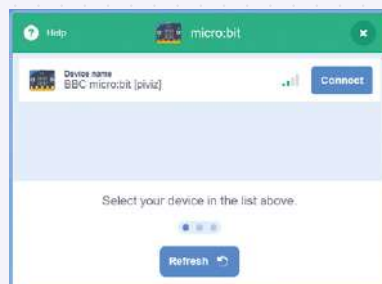 Help
micro:bit
Device name
BBC micro:bit [piviz]
Connect
Select your device in the list above.
Refresh